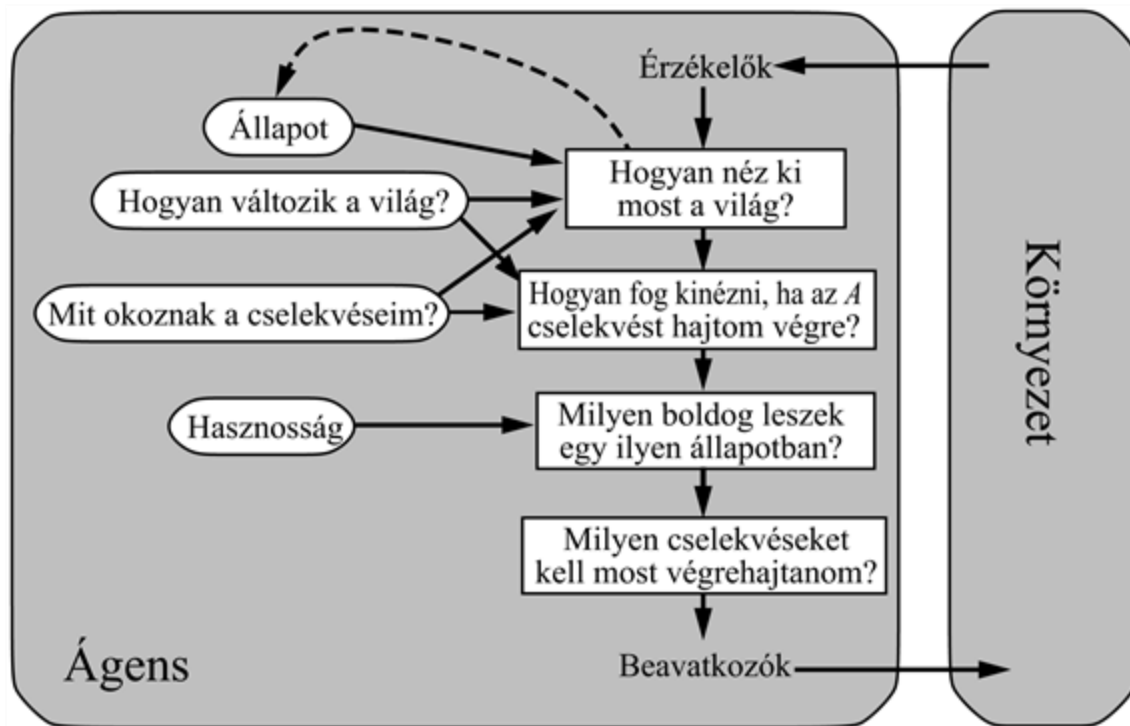 Érzékelők
Állapot
Hogyan néz ki
most a világ?
Hogyan változik a világ?
Mit okoznak a cselekvéseim?
Hogyan fog kinézni, ha az A
cselekvést hajtom végre?
Hasznosság
Milyen boldog leszek
egy ilyen állapotban?
Milyen cselekvéseket
kell most végrehajtanom?
Ágens
Beavatkozók
Környezet